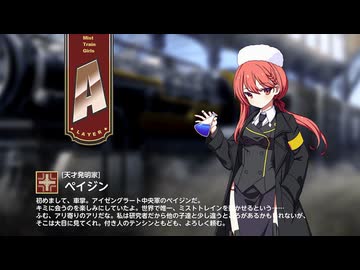 Mist
Train
Girls
A
LAYER
[天才発明家]
ペイジン
初めまして、車掌。アイゼングラート中央軍のペイジンだ。
キミに会うのを楽しみにしていたよ。世界で唯一、ミストトレインを動かせるという……
ふむ、アリ寄りのアリだな。私は研究者だから他の子達と少し違うところがあるかも知れないが、
そこは大目に見てくれ。付き人のテンシンともども、よろしく頼む。